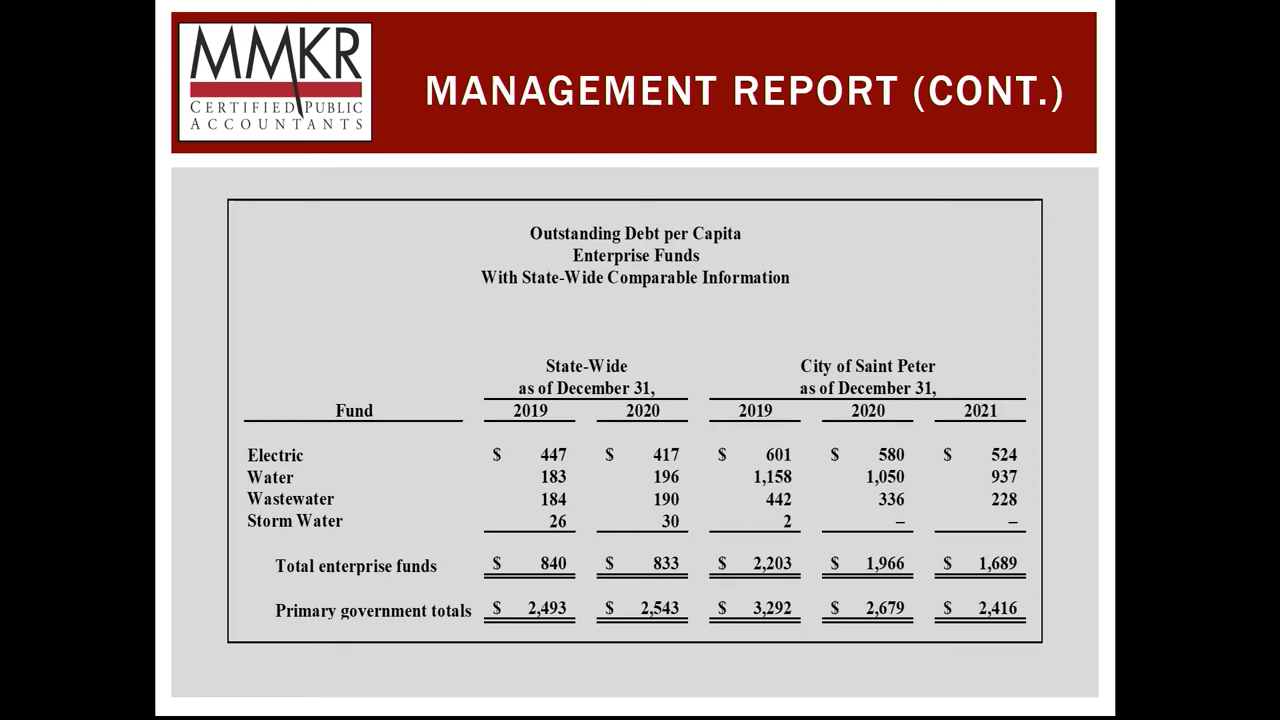 MMKR
CERTIFIED PUBLIC
ACCOUNTANTS
MANAGEMENT REPORT (CONT.)
Outstanding Debt per Capita
Enterprise Funds
With State-Wide Comparable Information
State-Wide City of Saint Peter
as of December 31, as of December 31,
Fund 2019 2020 2019 2020 2021
Electric $ 447 $ 417 $ 601 $ 580 $ 524
Water 183 196 1,158 1,050 937
Wastewater 184 190 442 336 228
Storm Water 26 30 2 – –
Total enterprise funds $ 840 $ 833 $ 2,203 $ 1,966 $ 1,689
Primary government totals $ 2,493 $ 2,543 $ 3,292 $ 2,679 $ 2,416